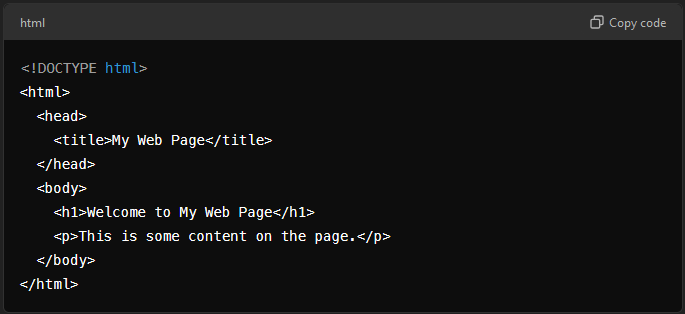 html
Copy code
<!DOCTYPE html>
<html>
  <head>
    <title>My Web Page</title>
  </head>
  <body>
    <h1>Welcome to My Web Page</h1>
    <p>This is some content on the page.</p>
  </body>
</html>